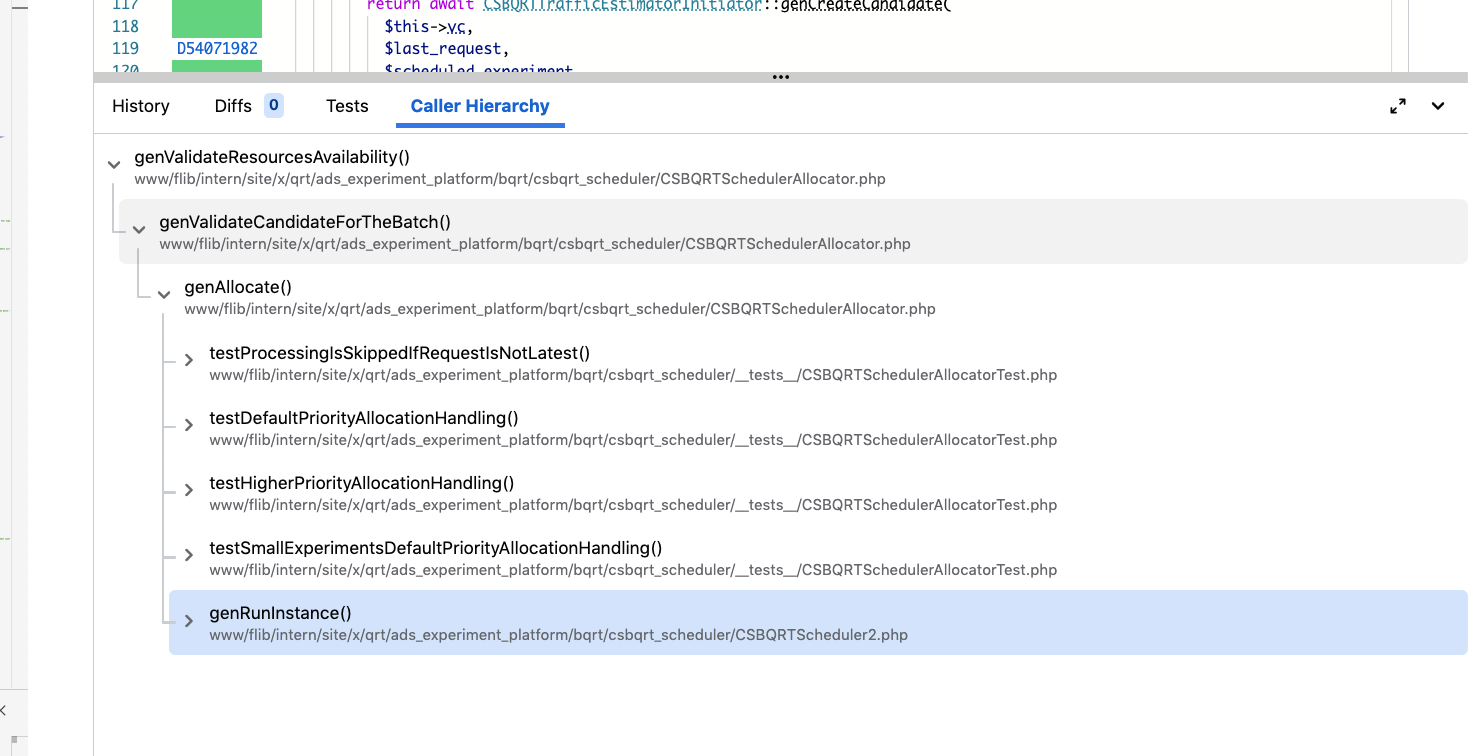 117 return await CSBQRTTrafficEstimatorInitiator::genCreateCandidate(
118 $this->vc,
119 D54071982 $last_request,
120 $scheduled_experiment
History Diffs 0 Tests Caller Hierarchy
genValidateResourcesAvailability()
www/flib/intern/site/x/qrt/ads_experiment_platform/bqrt/csbqrt_scheduler/CSBQRTSchedulerAllocator.php
genValidateCandidateForTheBatch()
www/flib/intern/site/x/qrt/ads_experiment_platform/bqrt/csbqrt_scheduler/CSBQRTSchedulerAllocator.php
genAllocate()
www/flib/intern/site/x/qrt/ads_experiment_platform/bqrt/csbqrt_scheduler/CSBQRTSchedulerAllocator.php
testProcessingIsSkippedIfRequestIsNotLatest()
www/flib/intern/site/x/qrt/ads_experiment_platform/bqrt/csbqrt_scheduler/__tests__/CSBQRTSchedulerAllocatorTest.php
testDefaultPriorityAllocationHandling()
www/flib/intern/site/x/qrt/ads_experiment_platform/bqrt/csbqrt_scheduler/__tests__/CSBQRTSchedulerAllocatorTest.php
testHigherPriorityAllocationHandling()
www/flib/intern/site/x/qrt/ads_experiment_platform/bqrt/csbqrt_scheduler/__tests__/CSBQRTSchedulerAllocatorTest.php
testSmallExperimentsDefaultPriorityAllocationHandling()
www/flib/intern/site/x/qrt/ads_experiment_platform/bqrt/csbqrt_scheduler/__tests__/CSBQRTSchedulerAllocatorTest.php
genRunInstance()
www/flib/intern/site/x/qrt/ads_experiment_platform/bqrt/csbqrt_scheduler/CSBQRTScheduler2.php